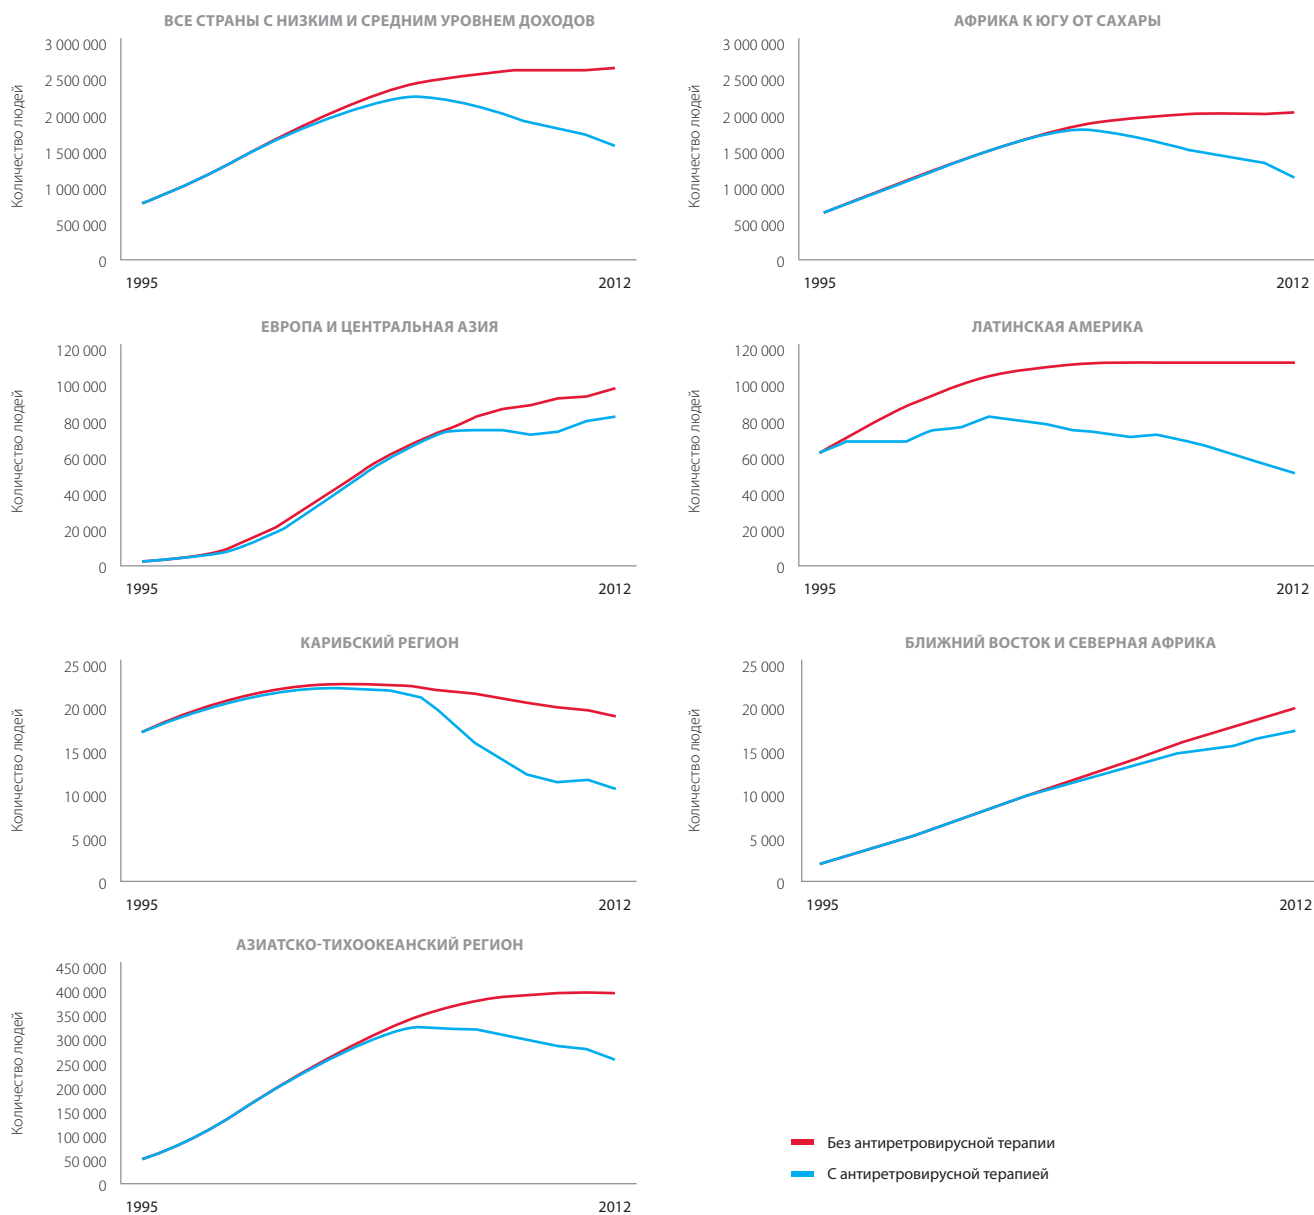 ВСЕ СТРАНЫ С НИЗКИМ И СРЕДНИМ УРОВНЕМ ДОХОДОВ
Количество людей
3 000 000
2 500 000
2 000 000
1 500 000
1 000 000
500 000
0
1995
2012
АФРИКА К ЮГУ ОТ САХАРЫ
Количество людей
3 000 000
2 500 000
2 000 000
1 500 000
1 000 000
500 000
0
1995
2012
ЕВРОПА И ЦЕНТРАЛЬНАЯ АЗИЯ
Количество людей
120 000
100 000
80 000
60 000
40 000
20 000
0
1995
2012
ЛАТИНСКАЯ АМЕРИКА
Количество людей
120 000
100 000
80 000
60 000
40 000
20 000
0
1995
2012
КАРИБСКИЙ РЕГИОН
Количество людей
25 000
20 000
15 000
10 000
5 000
0
1995
2012
БЛИЖНИЙ ВОСТОК И СЕВЕРНАЯ АФРИКА
Количество людей
25 000
20 000
15 000
10 000
5 000
0
1995
2012
АЗИАТСКО-ТИХООКЕАНСКИЙ РЕГИОН
Количество людей
450 000
400 000
350 000
300 000
250 000
200 000
150 000
100 000
50 000
0
1995
2012
Без антиретровирусной терапии
С антиретровирусной терапией